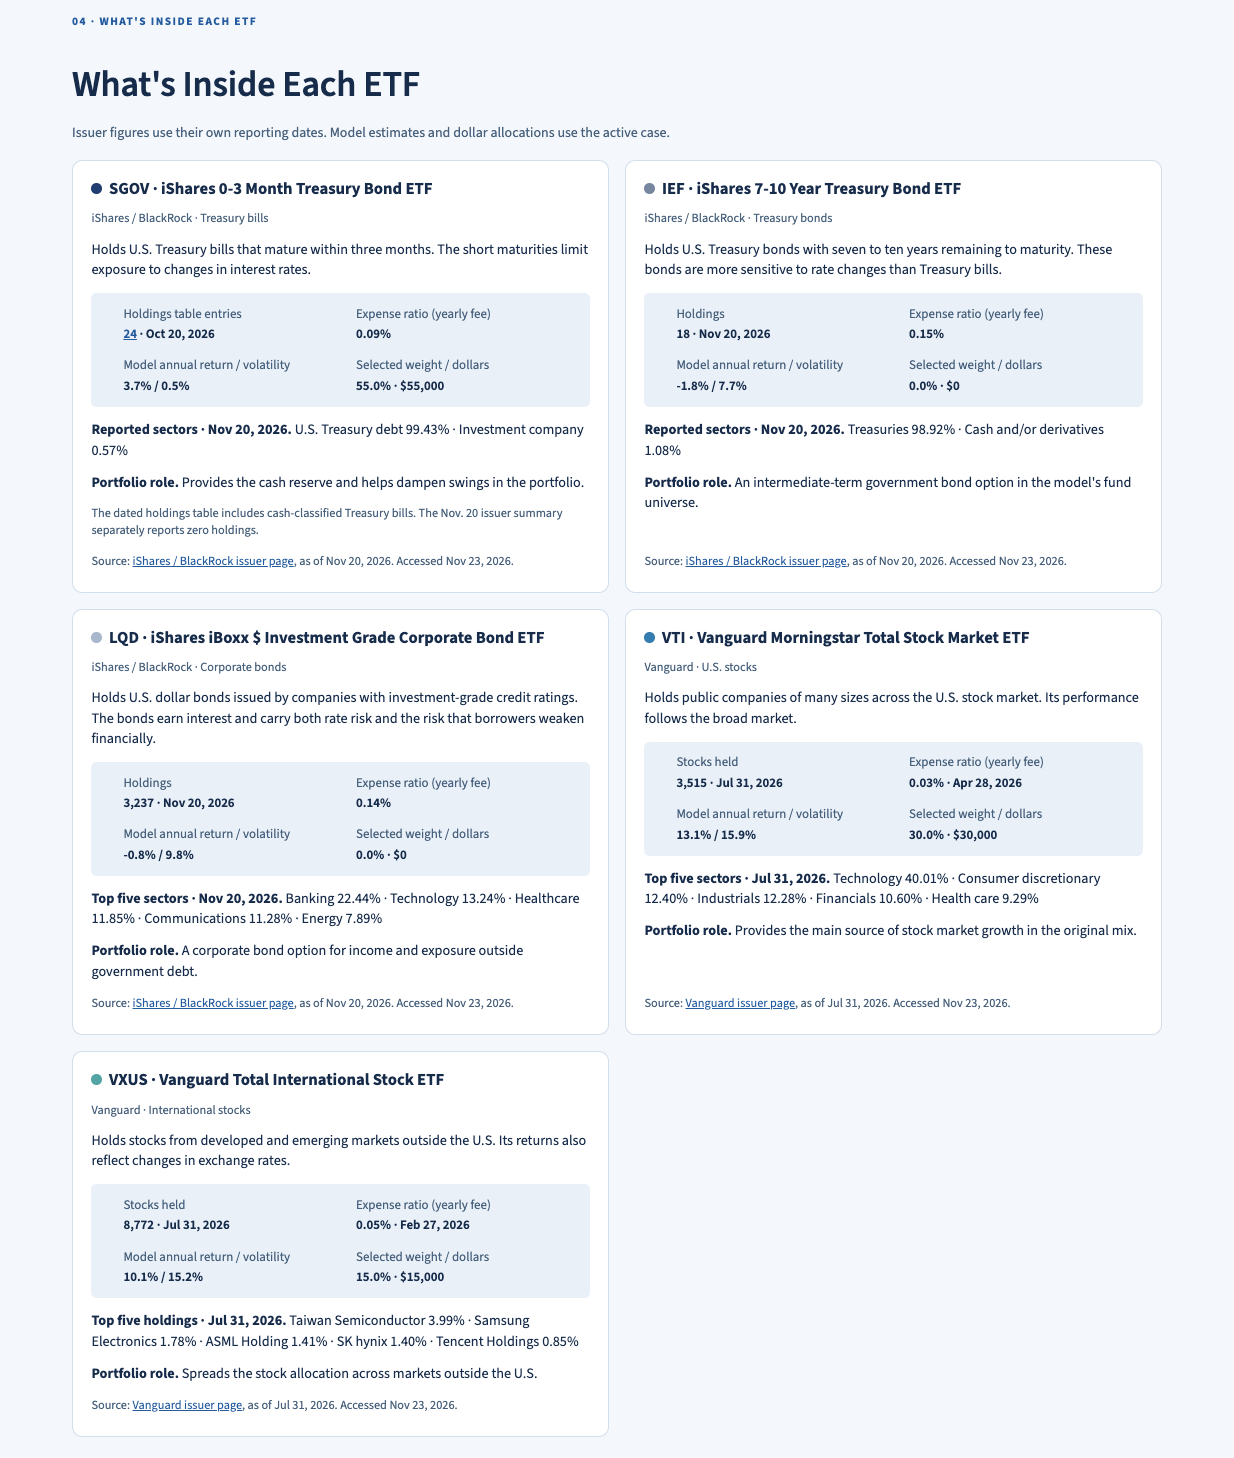 04 · WHAT'S INSIDE EACH ETF
What's Inside Each ETF
Issuer figures use their own reporting dates. Model estimates and dollar allocations use the active case.
SGOV · iShares 0-3 Month Treasury Bond ETF
iShares / BlackRock · Treasury bills
Holds U.S. Treasury bills that mature within three months. The short maturities limit
exposure to changes in interest rates.
Holdings table entries
24 · Oct 20, 2026
Expense ratio (yearly fee)
0.09%
Model annual return / volatility
3.7% / 0.5%
Selected weight / dollars
55.0% · $55,000
Reported sectors · Nov 20, 2026. U.S. Treasury debt 99.43% · Investment company
0.57%
Portfolio role. Provides the cash reserve and helps dampen swings in the portfolio.
The dated holdings table includes cash-classified Treasury bills. The Nov. 20 issuer summary
separately reports zero holdings.
Source: iShares / BlackRock issuer page, as of Nov 20, 2026. Accessed Nov 23, 2026.
IEF · iShares 7-10 Year Treasury Bond ETF
iShares / BlackRock · Treasury bonds
Holds U.S. Treasury bonds with seven to ten years remaining to maturity. These
bonds are more sensitive to rate changes than Treasury bills.
Holdings
18 · Nov 20, 2026
Expense ratio (yearly fee)
0.15%
Model annual return / volatility
-1.8% / 7.7%
Selected weight / dollars
0.0% · $0
Reported sectors · Nov 20, 2026. Treasuries 98.92% · Cash and/or derivatives
1.08%
Portfolio role. An intermediate-term government bond option in the model's fund
universe.
Source: iShares / BlackRock issuer page, as of Nov 20, 2026. Accessed Nov 23, 2026.
LQD · iShares iBoxx $ Investment Grade Corporate Bond ETF
iShares / BlackRock · Corporate bonds
Holds U.S. dollar bonds issued by companies with investment-grade credit ratings.
The bonds earn interest and carry both rate risk and the risk that borrowers weaken
financially.
Holdings
3,237 · Nov 20, 2026
Expense ratio (yearly fee)
0.14%
Model annual return / volatility
-0.8% / 9.8%
Selected weight / dollars
0.0% · $0
Top five sectors · Nov 20, 2026. Banking 22.44% · Technology 13.24% · Healthcare
11.85% · Communications 11.28% · Energy 7.89%
Portfolio role. A corporate bond option for income and exposure outside
government debt.
Source: iShares / BlackRock issuer page, as of Nov 20, 2026. Accessed Nov 23, 2026.
VTI · Vanguard Morningstar Total Stock Market ETF
Vanguard · U.S. stocks
Holds public companies of many sizes across the U.S. stock market. Its performance
follows the broad market.
Stocks held
3,515 · Jul 31, 2026
Expense ratio (yearly fee)
0.03% · Apr 28, 2026
Model annual return / volatility
13.1% / 15.9%
Selected weight / dollars
30.0% · $30,000
Top five sectors · Jul 31, 2026. Technology 40.01% · Consumer discretionary
12.40% · Industrials 12.28% · Financials 10.60% · Health care 9.29%
Portfolio role. Provides the main source of stock market growth in the original mix.
Source: Vanguard issuer page, as of Jul 31, 2026. Accessed Nov 23, 2026.
VXUS · Vanguard Total International Stock ETF
Vanguard · International stocks
Holds stocks from developed and emerging markets outside the U.S. Its returns also
reflect changes in exchange rates.
Stocks held
8,772 · Jul 31, 2026
Expense ratio (yearly fee)
0.05% · Feb 27, 2026
Model annual return / volatility
10.1% / 15.2%
Selected weight / dollars
15.0% · $15,000
Top five holdings · Jul 31, 2026. Taiwan Semiconductor 3.99% · Samsung
Electronics 1.78% · ASML Holding 1.41% · SK hynix 1.40% · Tencent Holdings 0.85%
Portfolio role. Spreads the stock allocation across markets outside the U.S.
Source: Vanguard issuer page, as of Jul 31, 2026. Accessed Nov 23, 2026.